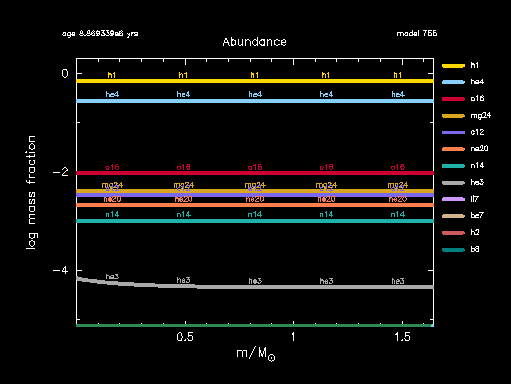 age 8.869339e6 yrs
model 766
Abundance
log mass fraction
0
−2
−4
h1 h1 h1 h1 h1
he4 he4 he4 he4 he4
o16 o16 o16 o16 o16
mg24 mg24 mg24 mg24 mg24
ne20 ne20 ne20 ne20 ne20
n14 n14 n14 n14 n14
he3 he3 he3 he3 he3
0.5 1 1.5
m/M☉
h1
he4
o16
mg24
c12
ne20
n14
he3
li7
be7
h2
b8